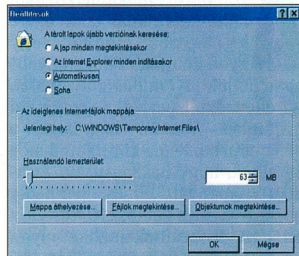 Beállítások
A tárolt lapok újabb verzióinak keresése:
A lap minden megtekintésekor
Az Internet Explorer minden indításakor
Automatikusan
Soha
Az ideiglenes Internet-fájlok mappája
Jelenlegi hely: C:\WINDOWS\Temporary Internet Files\
Használandó lemezterület:
63 MB
Mappa áthelyezése... Fájlok megtekintése... Objektumok megtekintése...
OK Mégse